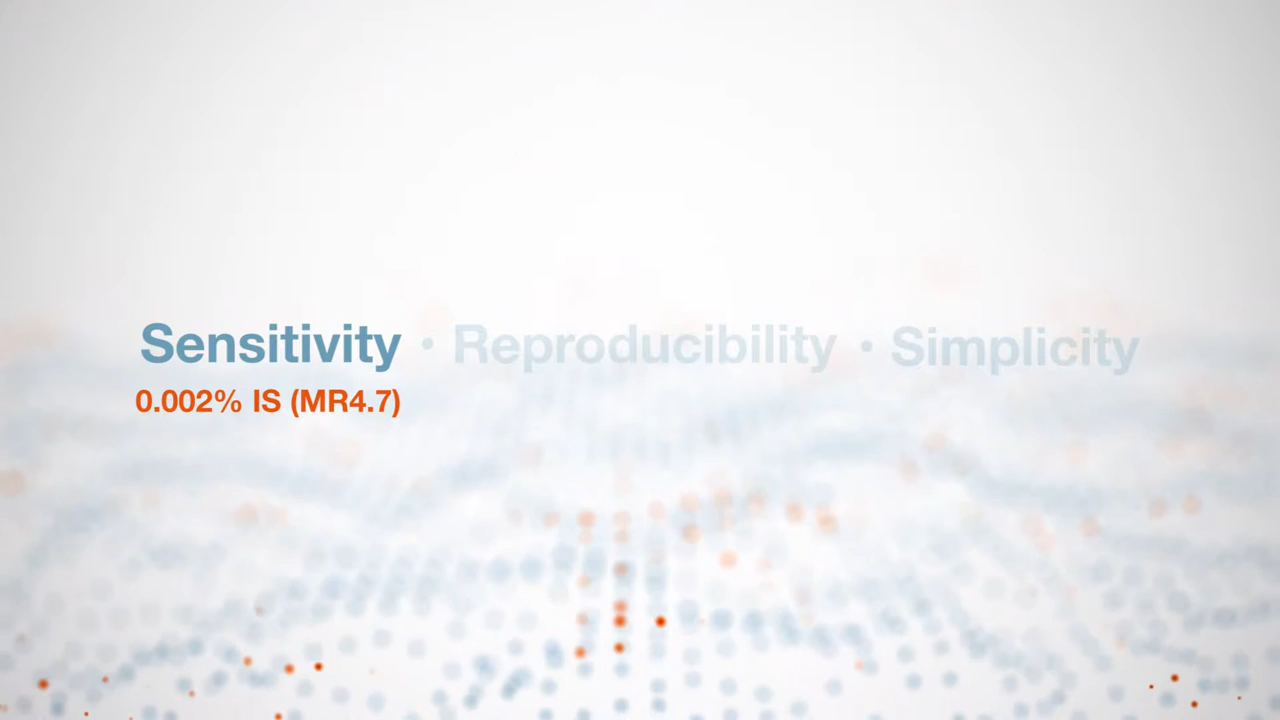 Sensitivity · Reproducibility · Simplicity
0.002% IS (MR4.7)